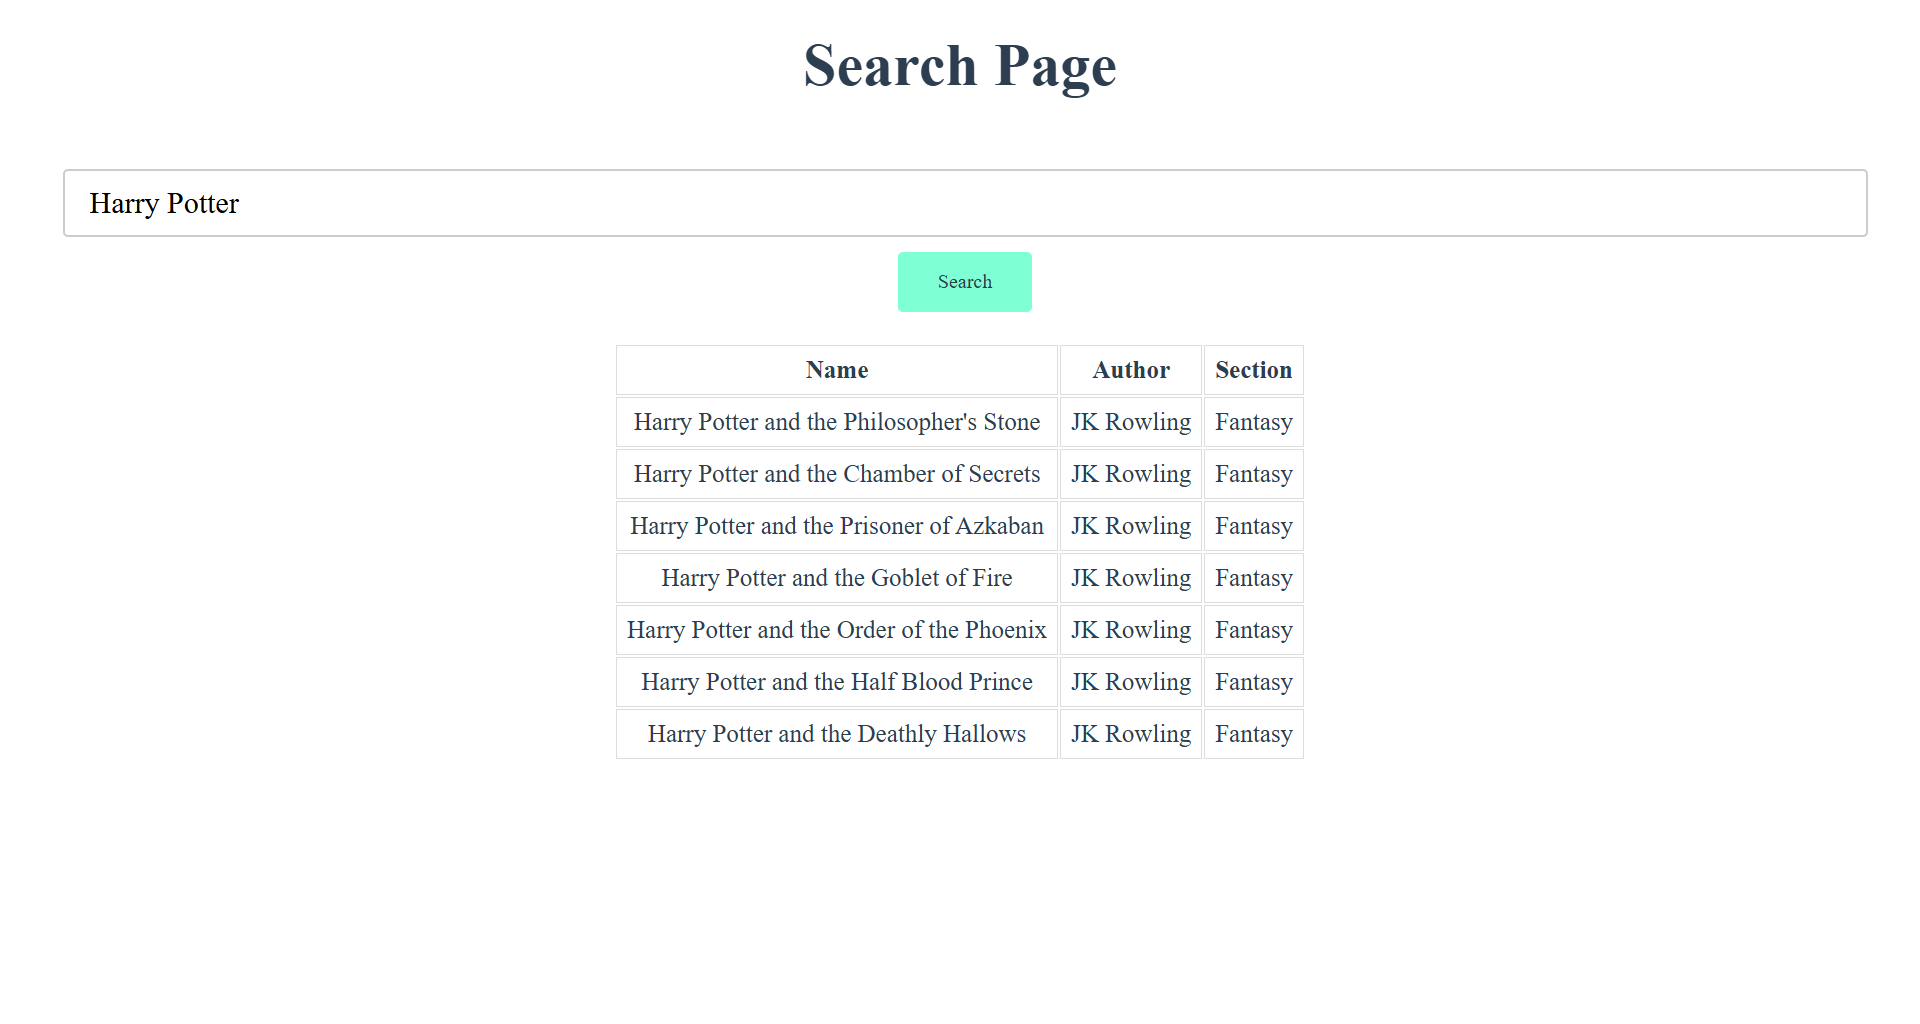 Search Page
Harry Potter
Search
Name Author Section
Harry Potter and the Philosopher's Stone JK Rowling Fantasy
Harry Potter and the Chamber of Secrets JK Rowling Fantasy
Harry Potter and the Prisoner of Azkaban JK Rowling Fantasy
Harry Potter and the Goblet of Fire JK Rowling Fantasy
Harry Potter and the Order of the Phoenix JK Rowling Fantasy
Harry Potter and the Half Blood Prince JK Rowling Fantasy
Harry Potter and the Deathly Hallows JK Rowling Fantasy